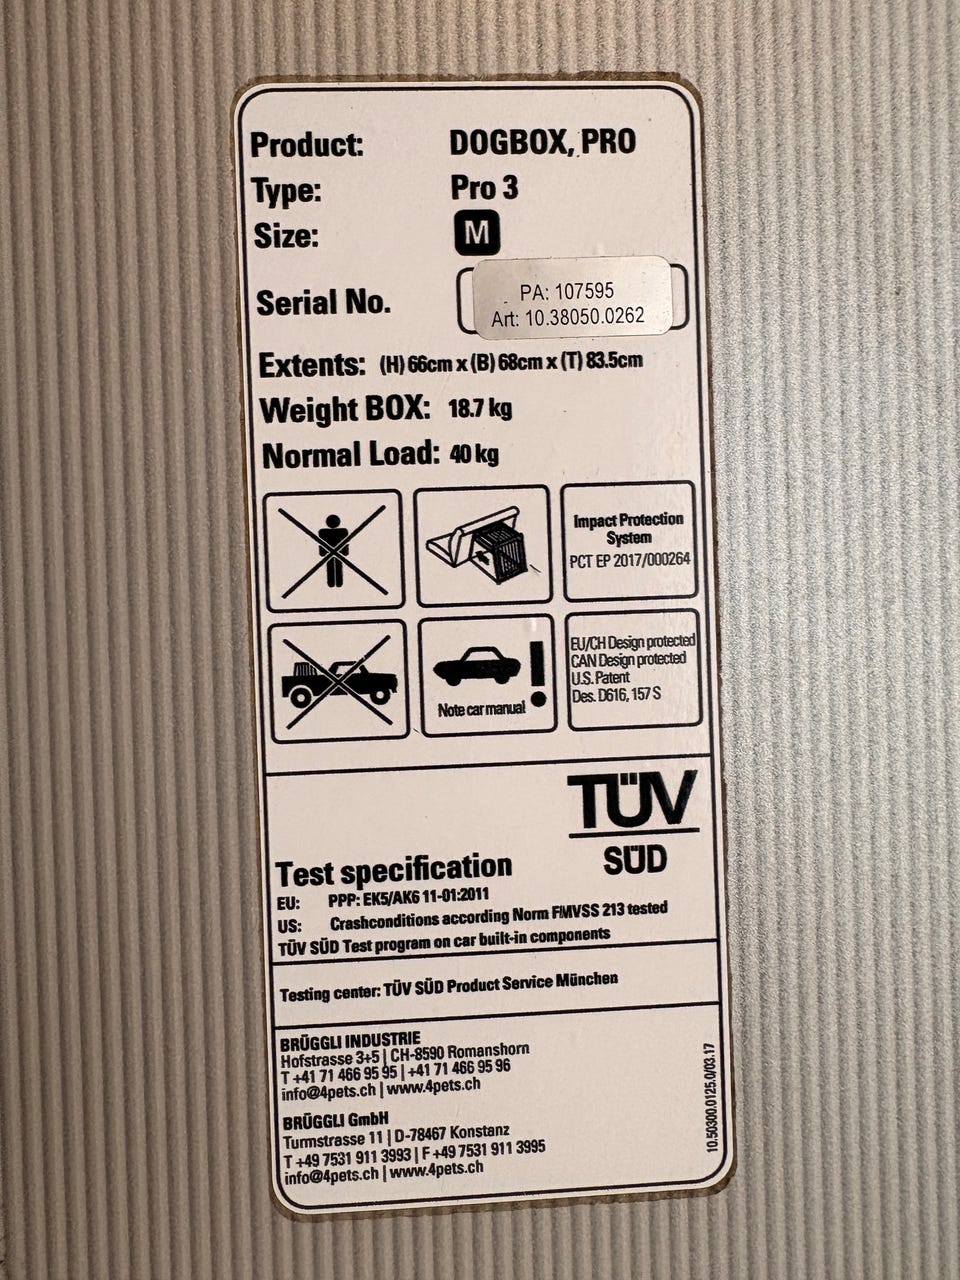 Product: DOGBOX, PRO
Type: Pro 3
Size: M
Serial No. PA: 107595
Art: 10.38050.0262
Extents: (H) 66cm x (B) 68cm x (T) 83.5cm
Weight BOX: 18.7 kg
Normal Load: 40 kg
Impact Protection
System
PCT EP 2017/000264
Note car manual !
EU/CH Design protected
CAN Design protected
U.S. Patent
Des. D616, 157 S
TÜV
SÜD
Test specification
EU: PPP: EK5/AK6 11-01:2011
US: Crashconditions according Norm FMVSS 213 tested
TÜV SÜD Test program on car built-in components
Testing center: TÜV SÜD Product Service München
BRÜGGLI INDUSTRIE
Hofstrasse 3+5 | CH-8590 Romanshorn
T +41 71 466 95 95 | +41 71 466 95 96
info@4pets.ch | www.4pets.ch
BRÜGGLI GmbH
Turmstrasse 11 | D-78467 Konstanz
T +49 7531 911 3993 | F +49 7531 911 3995
info@4pets.ch | www.4pets.ch
10.50300.0125.0/03.17